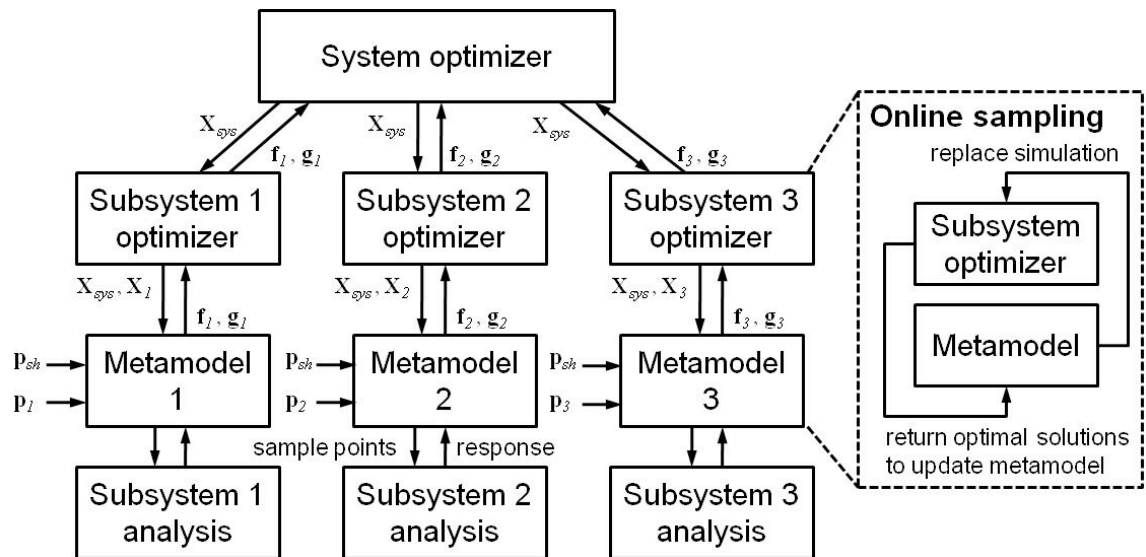 System optimizer
X_sys
X_sys
X_sys
f_1, g_1
f_2, g_2
f_3, g_3
Subsystem 1
optimizer
Subsystem 2
optimizer
Subsystem 3
optimizer
X_sys, X_1
X_sys, X_2
X_sys, X_3
f_1, g_1
f_2, g_2
f_3, g_3
p_sh
p_1
Metamodel
1
p_sh
p_2
Metamodel
2
p_sh
p_3
Metamodel
3
sample points
response
Subsystem 1
analysis
Subsystem 2
analysis
Subsystem 3
analysis
Online sampling
replace simulation
Subsystem
optimizer
Metamodel
return optimal solutions
to update metamodel